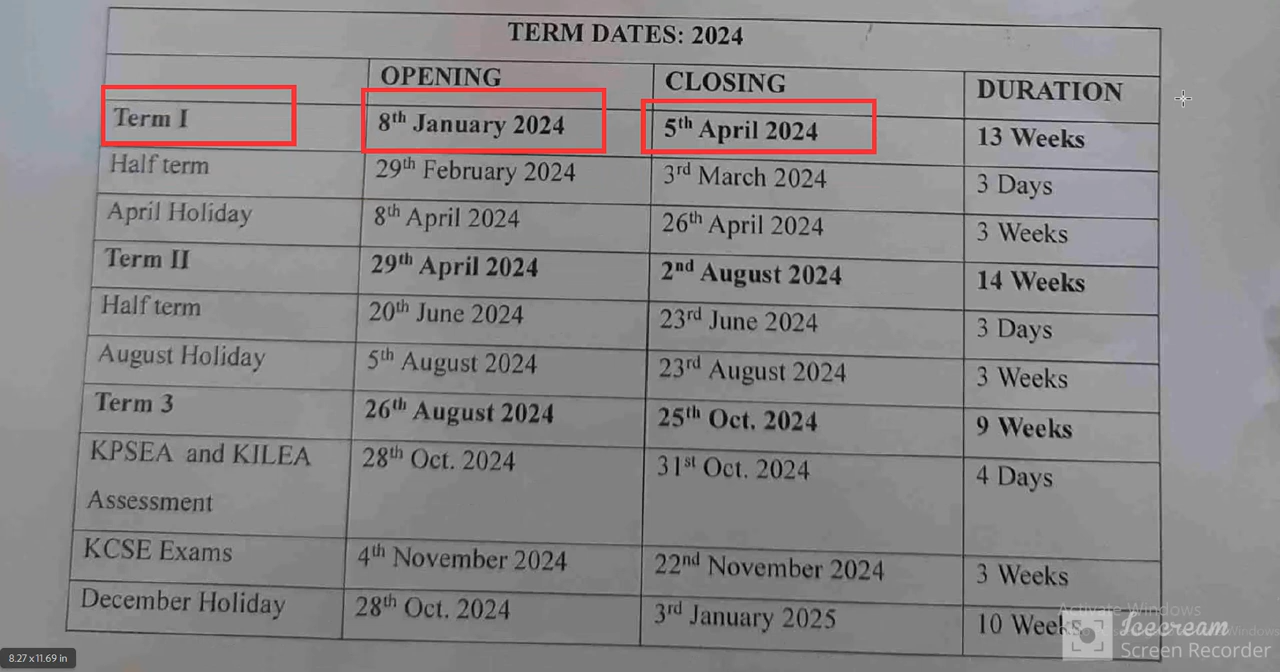 TERM DATES: 2024
OPENING CLOSING DURATION
Term I 8th January 2024 5th April 2024 13 Weeks
Half term 29th February 2024 3rd March 2024 3 Days
April Holiday 8th April 2024 26th April 2024 3 Weeks
Term II 29th April 2024 2nd August 2024 14 Weeks
Half term 20th June 2024 23rd June 2024 3 Days
August Holiday 5th August 2024 23rd August 2024 3 Weeks
Term 3 26th August 2024 25th Oct. 2024 9 Weeks
KPSEA and KILEA 28th Oct. 2024 31st Oct. 2024 4 Days
Assessment
KCSE Exams 4th November 2024 22nd November 2024 3 Weeks
December Holiday 28th Oct. 2024 3rd January 2025 10 Weeks
Activate Windows
Icecream
Screen Recorder
8.27 x 11.69 in